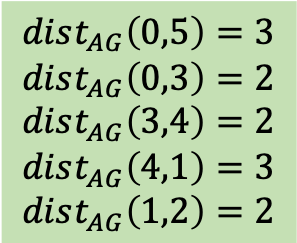 dist_AG(0,5) = 3
dist_AG(0,3) = 2
dist_AG(3,4) = 2
dist_AG(4,1) = 3
dist_AG(1,2) = 2